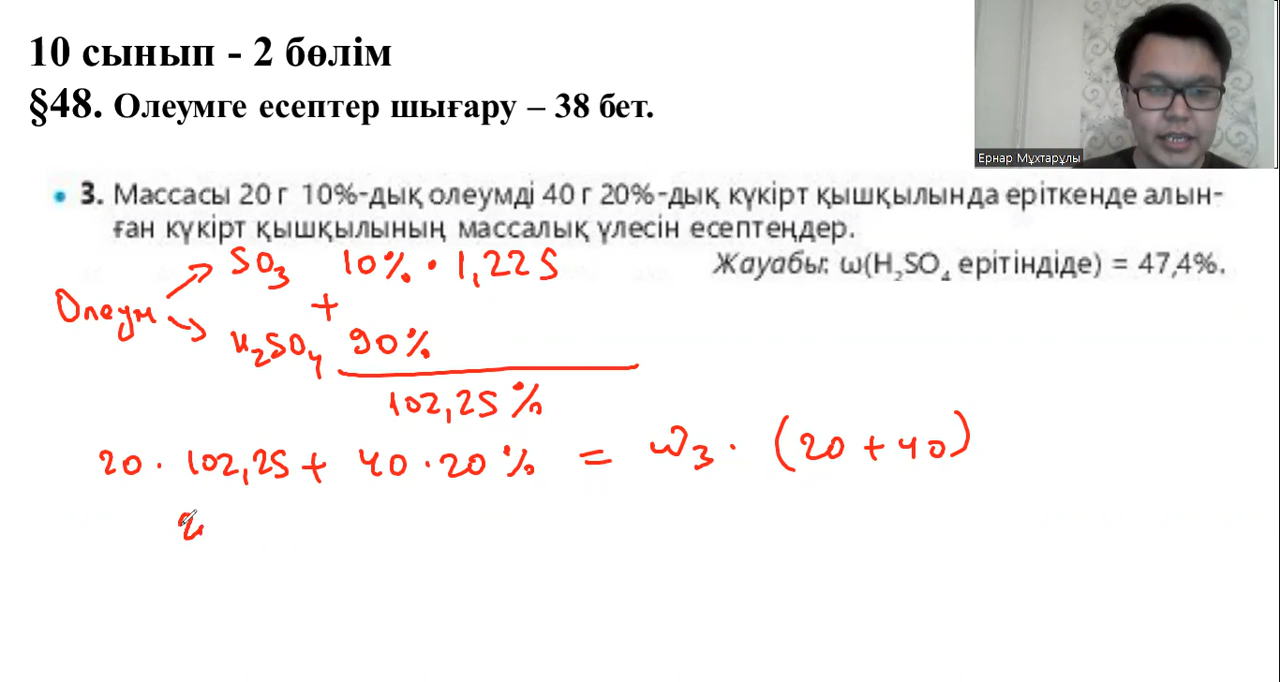 10 сынып - 2 бөлім
§48. Олеумге есептер шығару – 38 бет.
Ернар Мұхтарұлы
• 3. Массасы 20 г 10%-дық олеумді 40 г 20%-дық күкірт қышқылында еріткенде алын-
ған күкірт қышқылының массалық үлесін есептеңдер.
Жауабы: ω(H₂SO₄ ерітіндіде) = 47,4%.
SO₃ 10% · 1,225
Олеум +
H₂SO₄ 90%
102,25%
20 · 102,25 + 40 · 20% = ω₃ · (20 + 40)